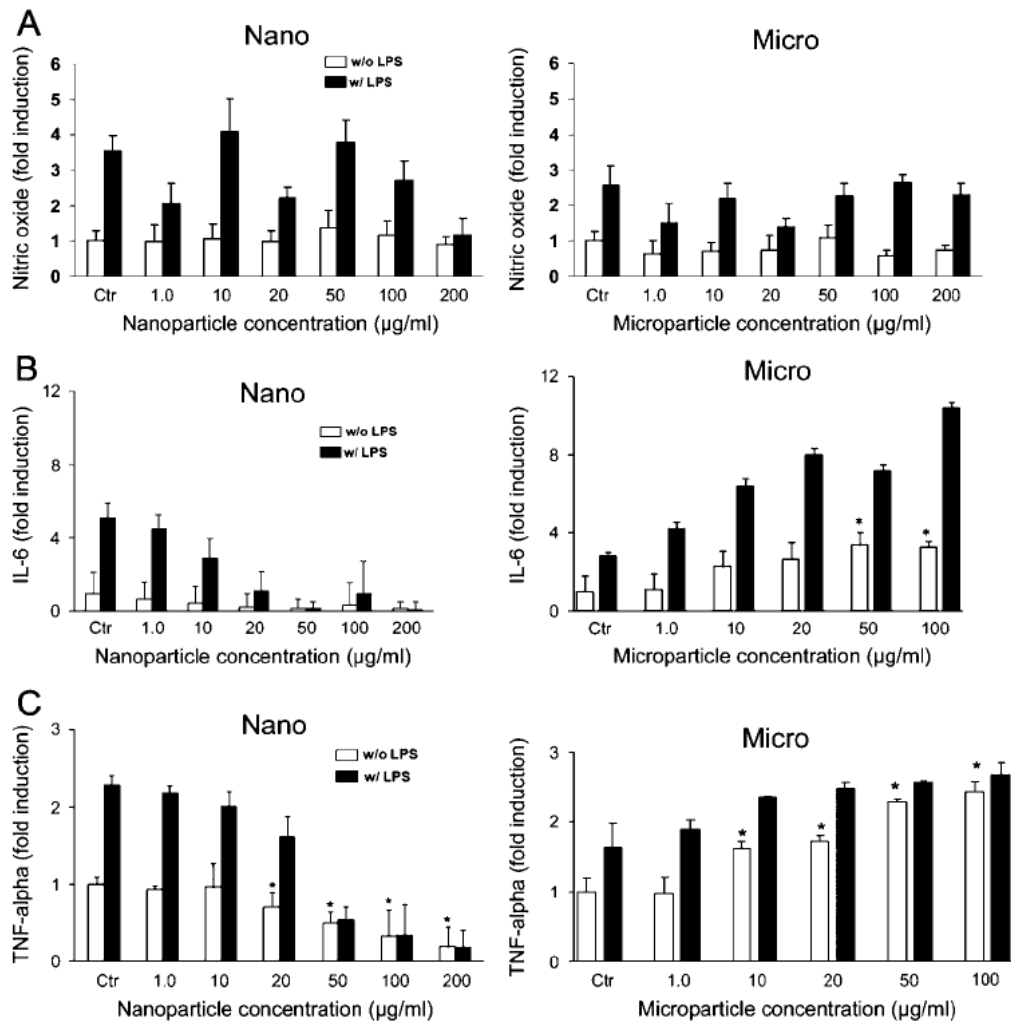 A
Nano
Micro
w/o LPS
w/ LPS
Nitric oxide (fold induction)
6
5
4
3
2
1
0
Ctr 1.0 10 20 50 100 200
Nanoparticle concentration (µg/ml)
Nitric oxide (fold induction)
6
5
4
3
2
1
0
Ctr 1.0 10 20 50 100 200
Microparticle concentration (µg/ml)
B
Nano
Micro
w/o LPS
w/ LPS
IL-6 (fold induction)
12
8
4
0
Ctr 1.0 10 20 50 100 200
Nanoparticle concentration (µg/ml)
IL-6 (fold induction)
12
8
4
0
* *
Ctr 1.0 10 20 50 100
Microparticle concentration (µg/ml)
C
Nano
Micro
w/o LPS
w/ LPS
TNF-alpha (fold induction)
3
2
1
0
* * * *
Ctr 1.0 10 20 50 100 200
Nanoparticle concentration (µg/ml)
TNF-alpha (fold induction)
3
2
1
0
* * * *
Ctr 1.0 10 20 50 100
Microparticle concentration (µg/ml)